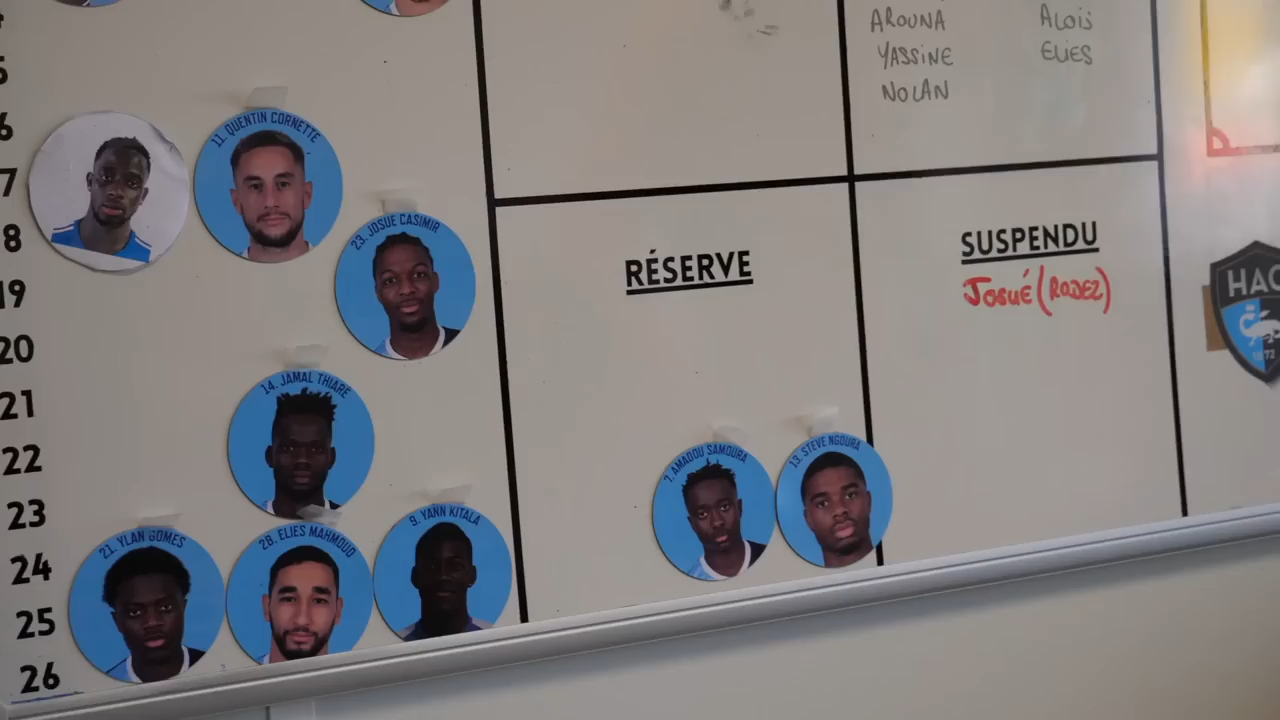 5
6
7
8
19
20
21
22
23
24
25
26
11. QUENTIN CORNETTE
23. JOSUE CASIMIR
14. JAMAL THIARE
21. YLAN GOMES
28. ELIES MAHMOUD
9. YANN KITALA
RÉSERVE
7. AMADOU SAMOURA
13. STEVE NGOURA
AROUNA
YASSINE
NOLAN
ALOIS
ELIES
SUSPENDU
JOSUÉ (RODEZ)
HAC
1872